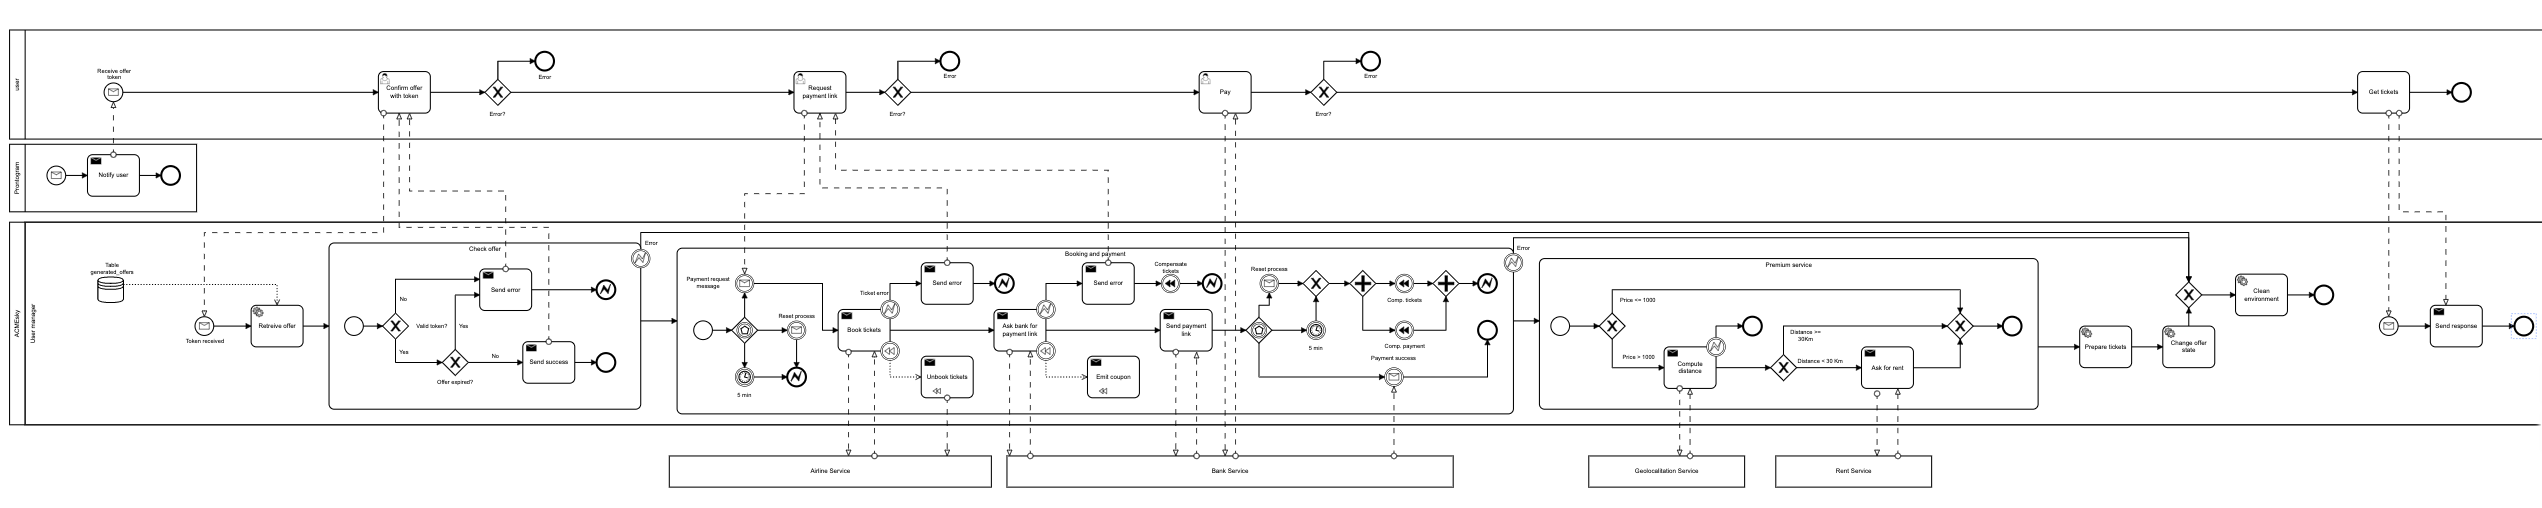 user
Receive offer
token
Confirm offer
with token
Error?
Error
Request
payment link
Error?
Error
Pay
Error?
Error
Get tickets
Prontogram
Notify user
ACMEsky
User manager
Table
generated_offers
Token received
Retreive offer
Check offer
Error
No
Valid token?
Yes
Yes
Offer expired?
No
Send error
Send success
Booking and payment
Error
Payment request
message
Reset process
5 min
Ticket error
Book tickets
Send error
Unbook tickets
Ask bank for
payment link
Send error
Compensate
tickets
Emit coupon
Send payment
link
Reset process
5 min
Comp. tickets
Comp. payment
Payment success
Premium service
Price <= 1000
Price > 1000
Compute
distance
Distance >=
30Km
Distance < 30 Km
Ask for rent
Prepare tickets
Change offer
state
Clean
environment
Send response
Airline Service
Bank Service
Geolocalitation Service
Rent Service